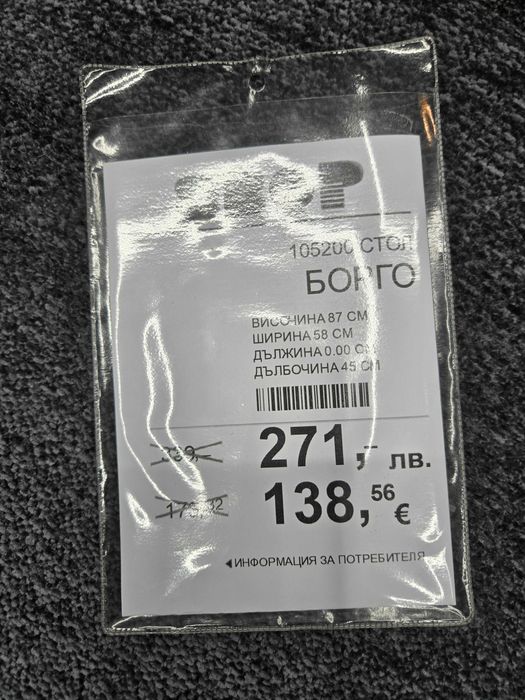 105200 СТОЛ
БОРГО
ВИСОЧИНА 87 СМ
ШИРИНА 58 СМ
ДЪЛЖИНА 0.00 СМ
ДЪЛБОЧИНА 45 СМ
271,- лв.
138,56 €
◄ИНФОРМАЦИЯ ЗА ПОТРЕБИТЕЛЯ